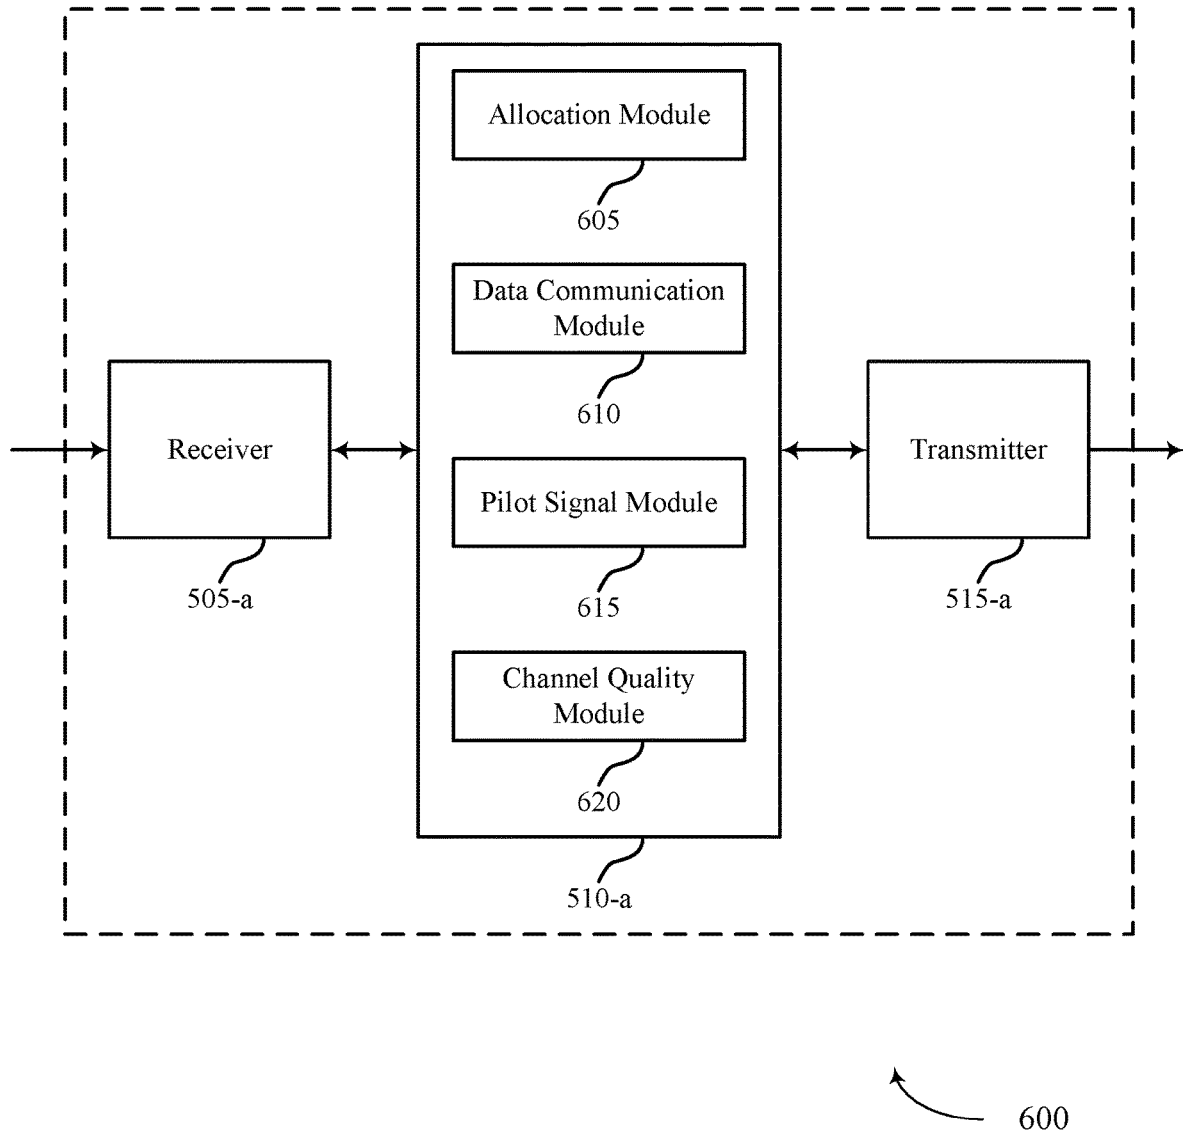 Allocation Module
605
Data Communication
Module
610
Receiver
505-a
Pilot Signal Module
615
Channel Quality
Module
620
510-a
Transmitter
515-a
600